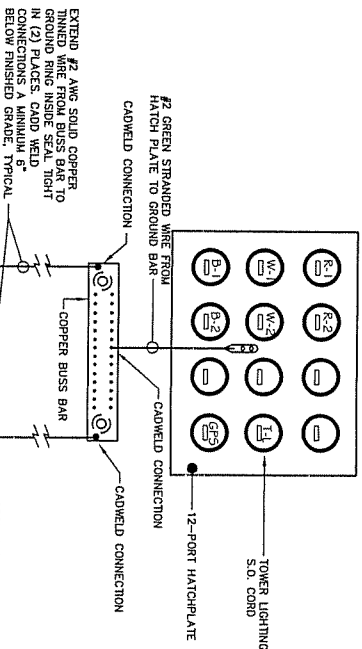 R-1
R-2
W-1
W-2
T-L
B-1
B-2
GPS
TOWER LIGHTING
S.O. CORD
12-PORT HATCHPLATE
#2 GREEN STRANDED WIRE FROM
HATCH PLATE TO GROUND BAR
CADWELD CONNECTION
CADWELD CONNECTION
CADWELD CONNECTION
COPPER BUSS BAR
EXTEND #2 AWG SOLID COPPER
TINNED WIRE FROM BUSS BAR TO
GROUND RING INSIDE SEAL TIGHT
IN (2) PLACES. CADD WELD
CONNECTIONS A MINIMUM 6"
BELOW FINISHED GRADE, TYPICAL